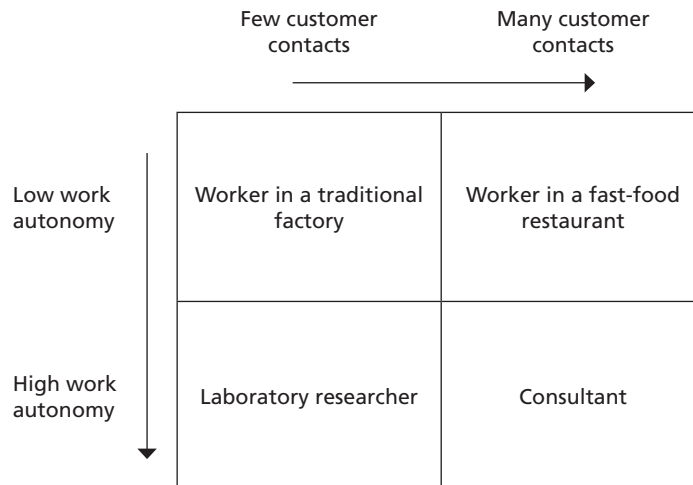 Few customer
contacts
Many customer
contacts
Low work
autonomy
Worker in a traditional
factory
Worker in a fast-food
restaurant
High work
autonomy
Laboratory researcher
Consultant